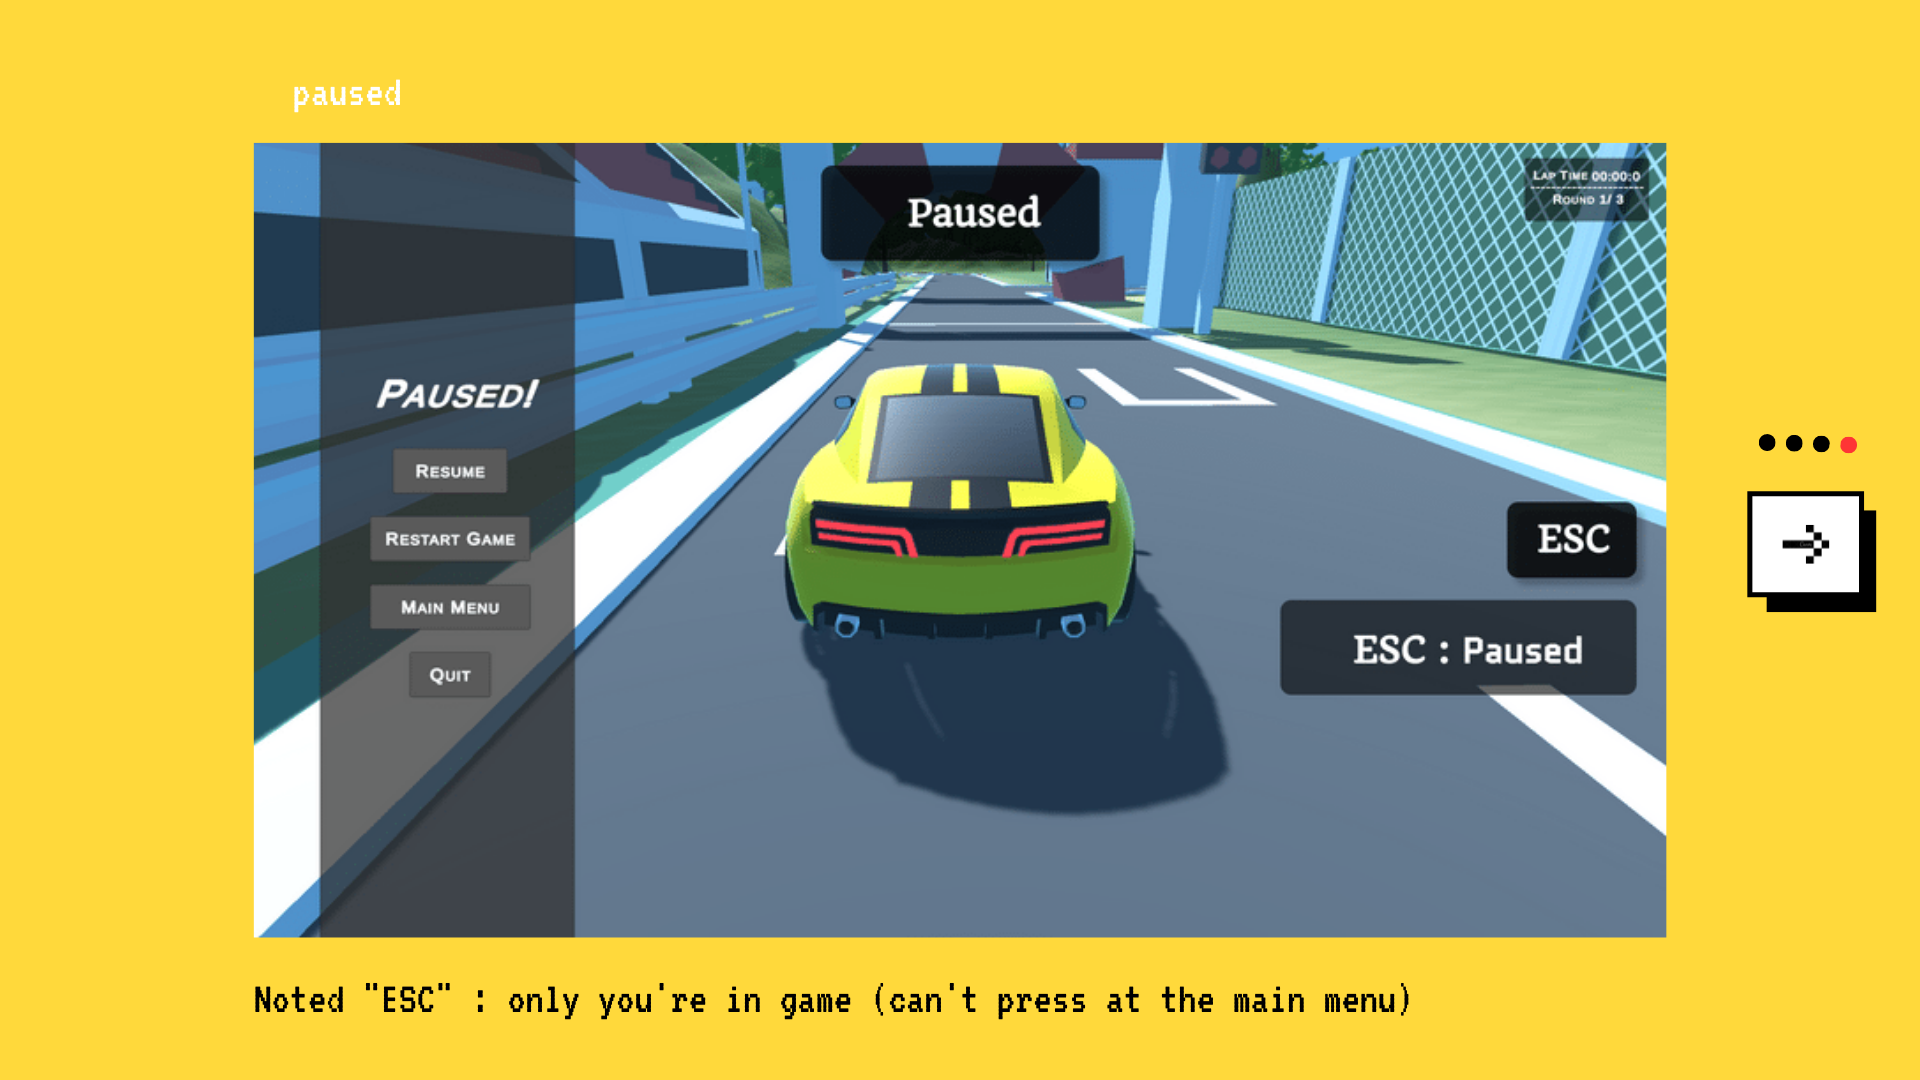 paused
Paused
LAP TIME 00:00:0
ROUND 1/ 3
PAUSED!
RESUME
RESTART GAME
MAIN MENU
QUIT
ESC
ESC : Paused
Noted "ESC" : only you're in game (can't press at the main menu)